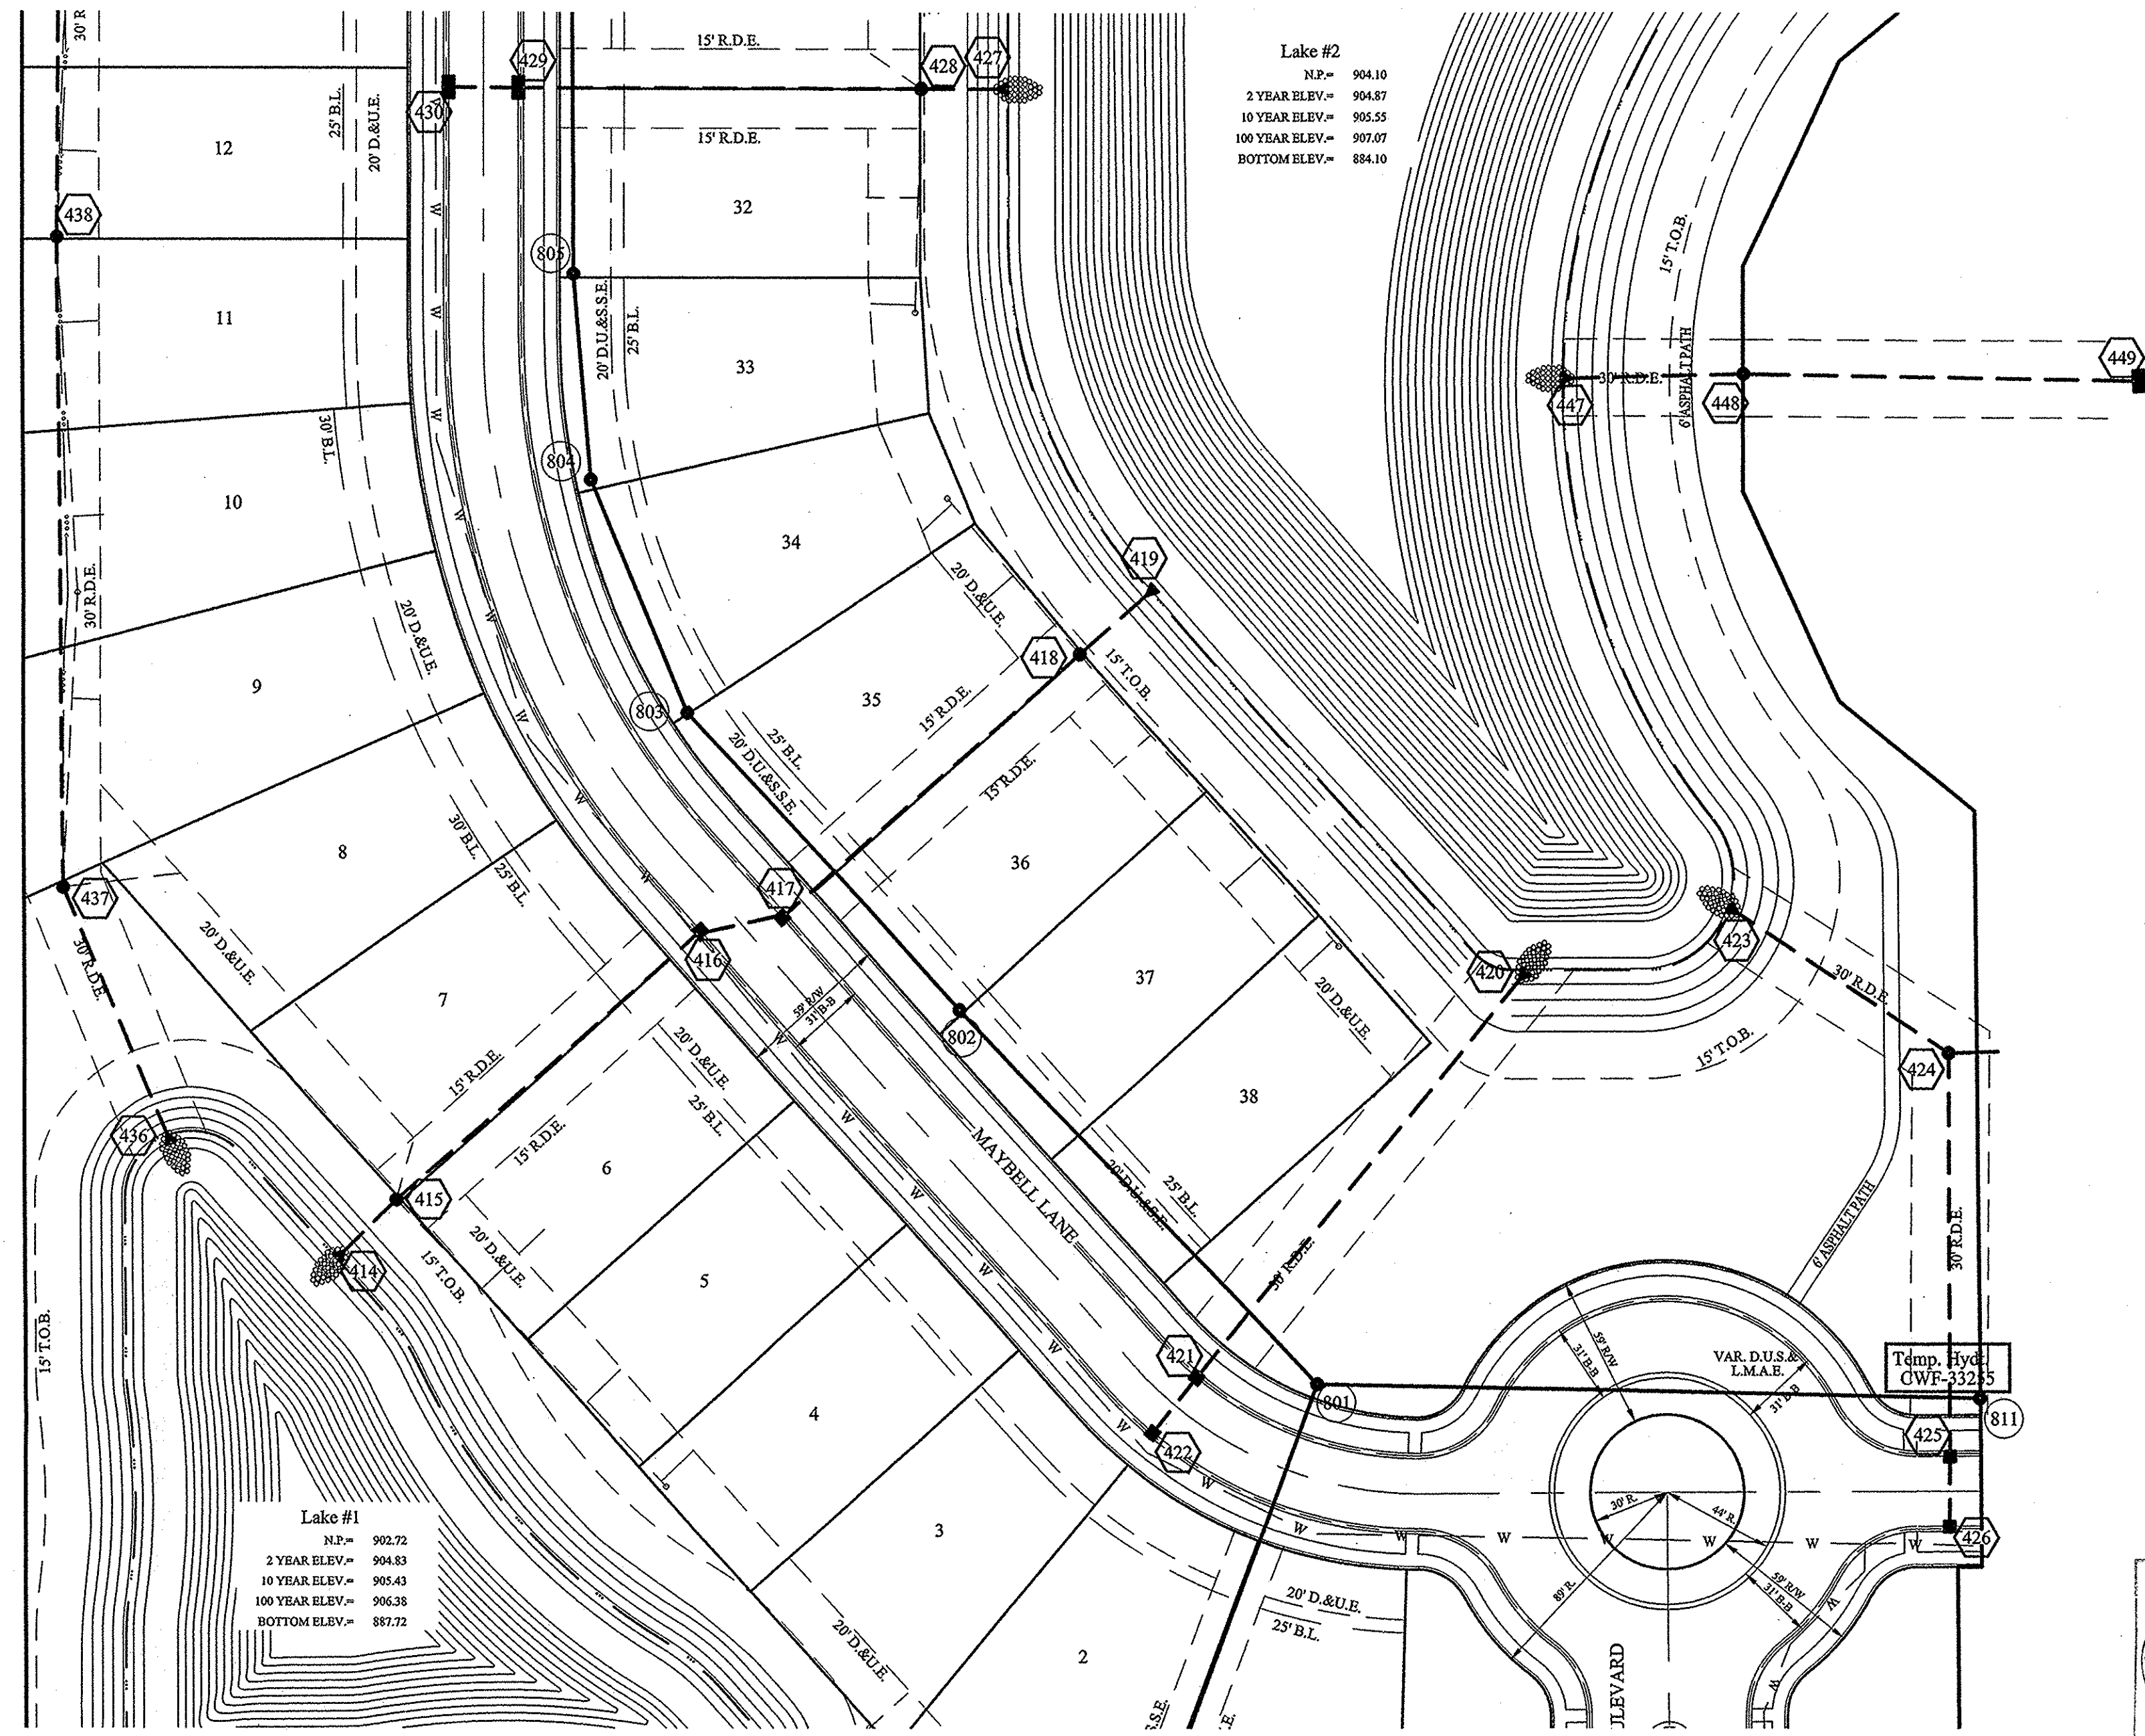 30' R
429
15' R.D.E.
428
427
Lake #2
N.P.= 904.10
2 YEAR ELEV.= 904.87
10 YEAR ELEV.= 905.55
100 YEAR ELEV.= 907.07
BOTTOM ELEV.= 884.10
430
25' B.L.
20' D.&U.E.
12
15' R.D.E.
438
W
32
15' T.O.B.
805
11
W
20' D.U.&S.S.E.
25' B.L.
33
6' ASPHALT PATH
30' R.D.E.
447
448
449
W
30' B.L.
804
10
W
34
419
30' R.D.E.
20' D.&U.E.
W
20' D.&U.E.
418
15' T.O.B.
9
W
803
35
15' R.D.E.
25' B.L.
20' D.U.&S.S.E.
15' R.D.E.
W
30' B.L.
25' B.L.
8
W
417
36
437
416
423
30' R.D.E.
20' D.&U.E.
420
30' R.D.E.
37
7
59' R/W
31' B-B
W
802
20' D.&U.E.
15' T.O.B.
424
20' D.&U.E.
25' B.L.
15' R.D.E.
38
436
W
15' R.D.E.
MAYBELL LANE
6
20' D.U.&S.E.
25' B.L.
415
W
6' ASPHALT PATH
30' R.D.E.
414
20' D.&U.E.
15' T.O.B.
W
5
30' R.D.E.
15' T.O.B.
W
421
59' R/W
31' B-B
VAR. D.U.S.&
L.M.A.E.
31' B-B
Temp. Hyd.
CWF-33255
801
811
4
W
422
425
W
30' R.
44' R.
Lake #1
N.P.= 902.72
2 YEAR ELEV.= 904.83
10 YEAR ELEV.= 905.43
100 YEAR ELEV.= 906.38
BOTTOM ELEV.= 887.72
3
W
W
W
W
W
W
W
426
89' R.
59' R/W
31' B-B
W
20' D.&U.E.
25' B.L.
20' D.&U.E.
2
W
S.S.E.
E.
ULEVARD